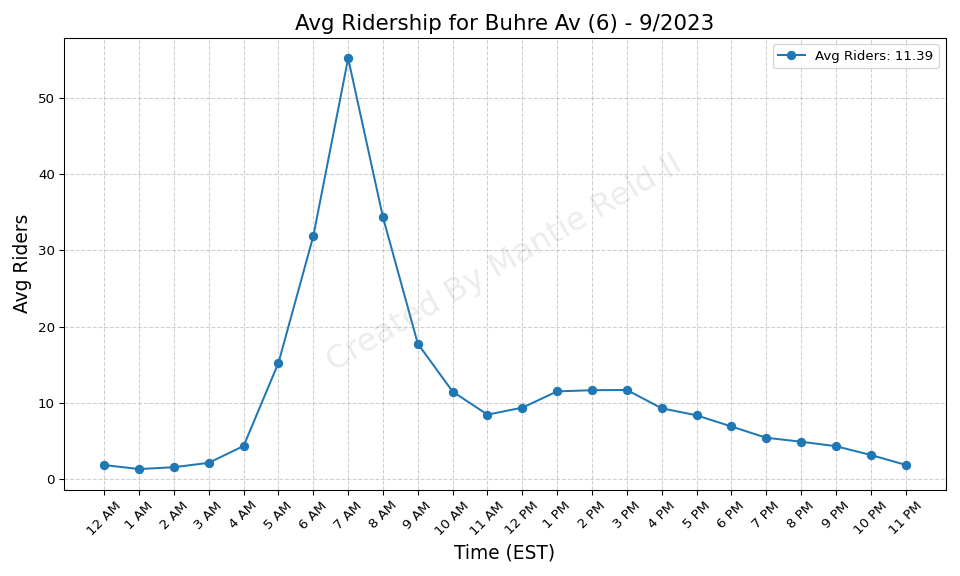 Avg Ridership for Buhre Av (6) - 9/2023
Avg Riders: 11.39
Avg Riders
50
40
30
20
10
0
Created By Mantie Reid II
12 AM
1 AM
2 AM
3 AM
4 AM
5 AM
6 AM
7 AM
8 AM
9 AM
10 AM
11 AM
12 PM
1 PM
2 PM
3 PM
4 PM
5 PM
6 PM
7 PM
8 PM
9 PM
10 PM
11 PM
Time (EST)